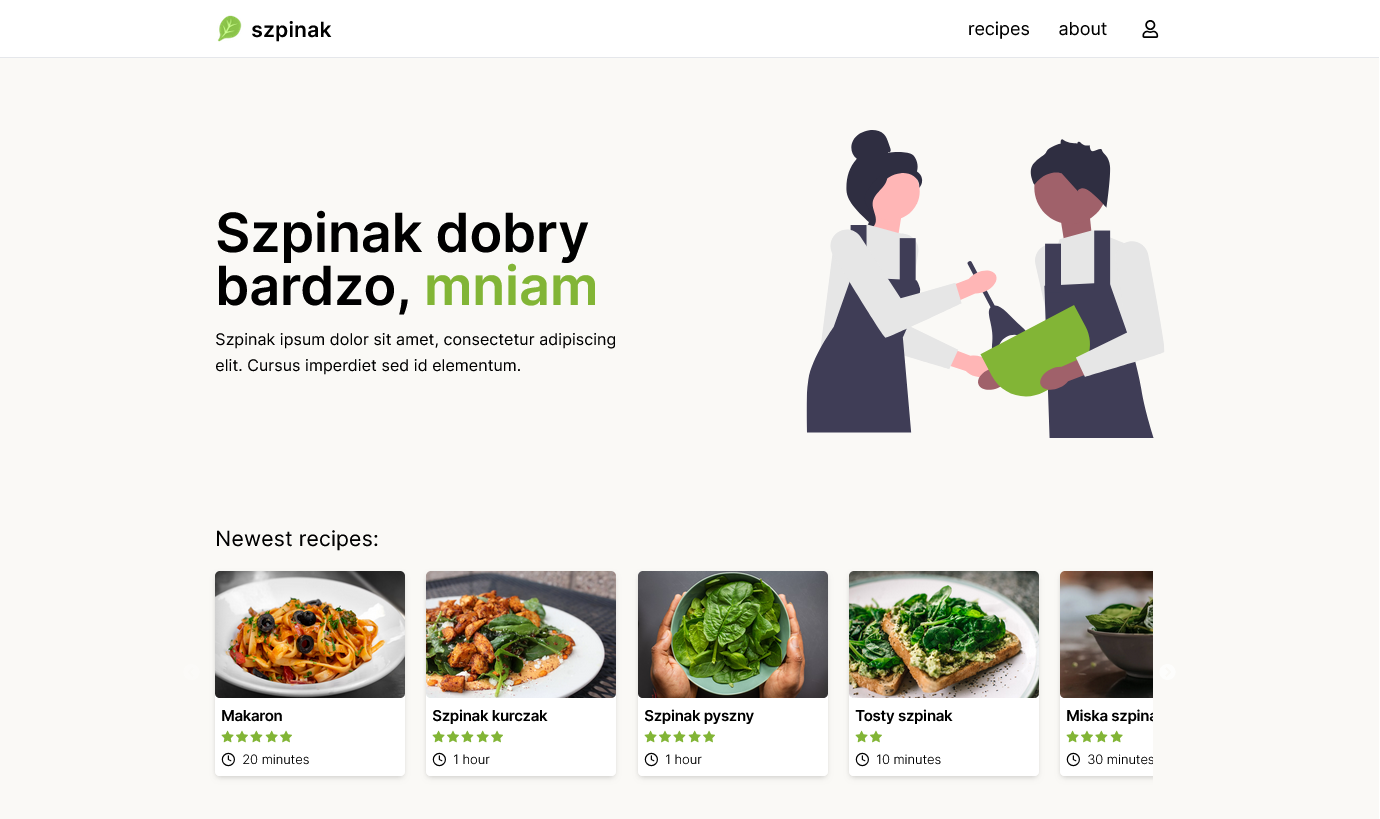 szpinak
recipes
about
Szpinak dobry
bardzo, mniam
Szpinak ipsum dolor sit amet, consectetur adipiscing
elit. Cursus imperdiet sed id elementum.
Newest recipes:
Makaron
20 minutes
Szpinak kurczak
1 hour
Szpinak pyszny
1 hour
Tosty szpinak
10 minutes
Miska szpina
30 minutes